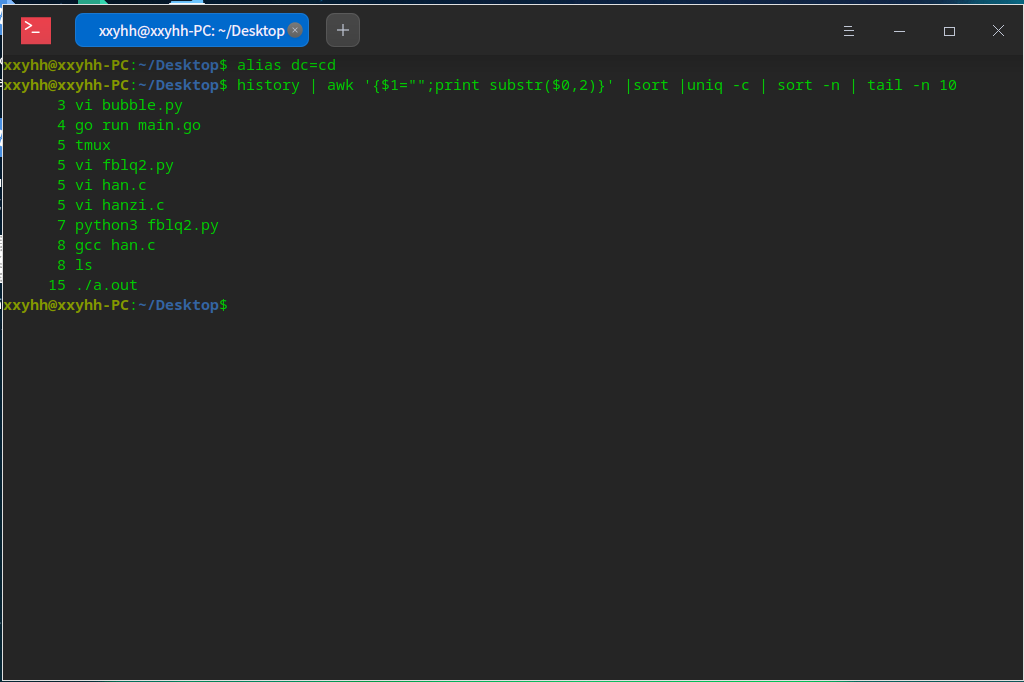 xxyhh@xxyhh-PC: ~/Desktop
xxyhh@xxyhh-PC:~/Desktop$ alias dc=cd
xxyhh@xxyhh-PC:~/Desktop$ history | awk '{$1="";print substr($0,2)}' |sort |uniq -c | sort -n | tail -n 10
      3 vi bubble.py
      4 go run main.go
      5 tmux
      5 vi fblq2.py
      5 vi han.c
      5 vi hanzi.c
      7 python3 fblq2.py
      8 gcc han.c
      8 ls
     15 ./a.out
xxyhh@xxyhh-PC:~/Desktop$